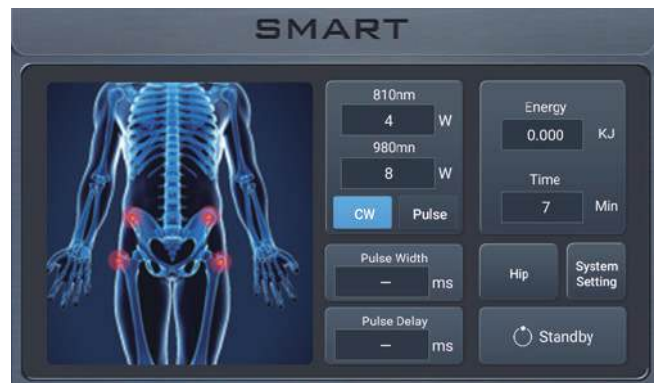 SMART
810nm
4 W
980mn
8 W
CW Pulse
Energy
0.000 KJ
Time
7 Min
Pulse Width
– ms
Pulse Delay
– ms
Hip
System
Setting
Standby